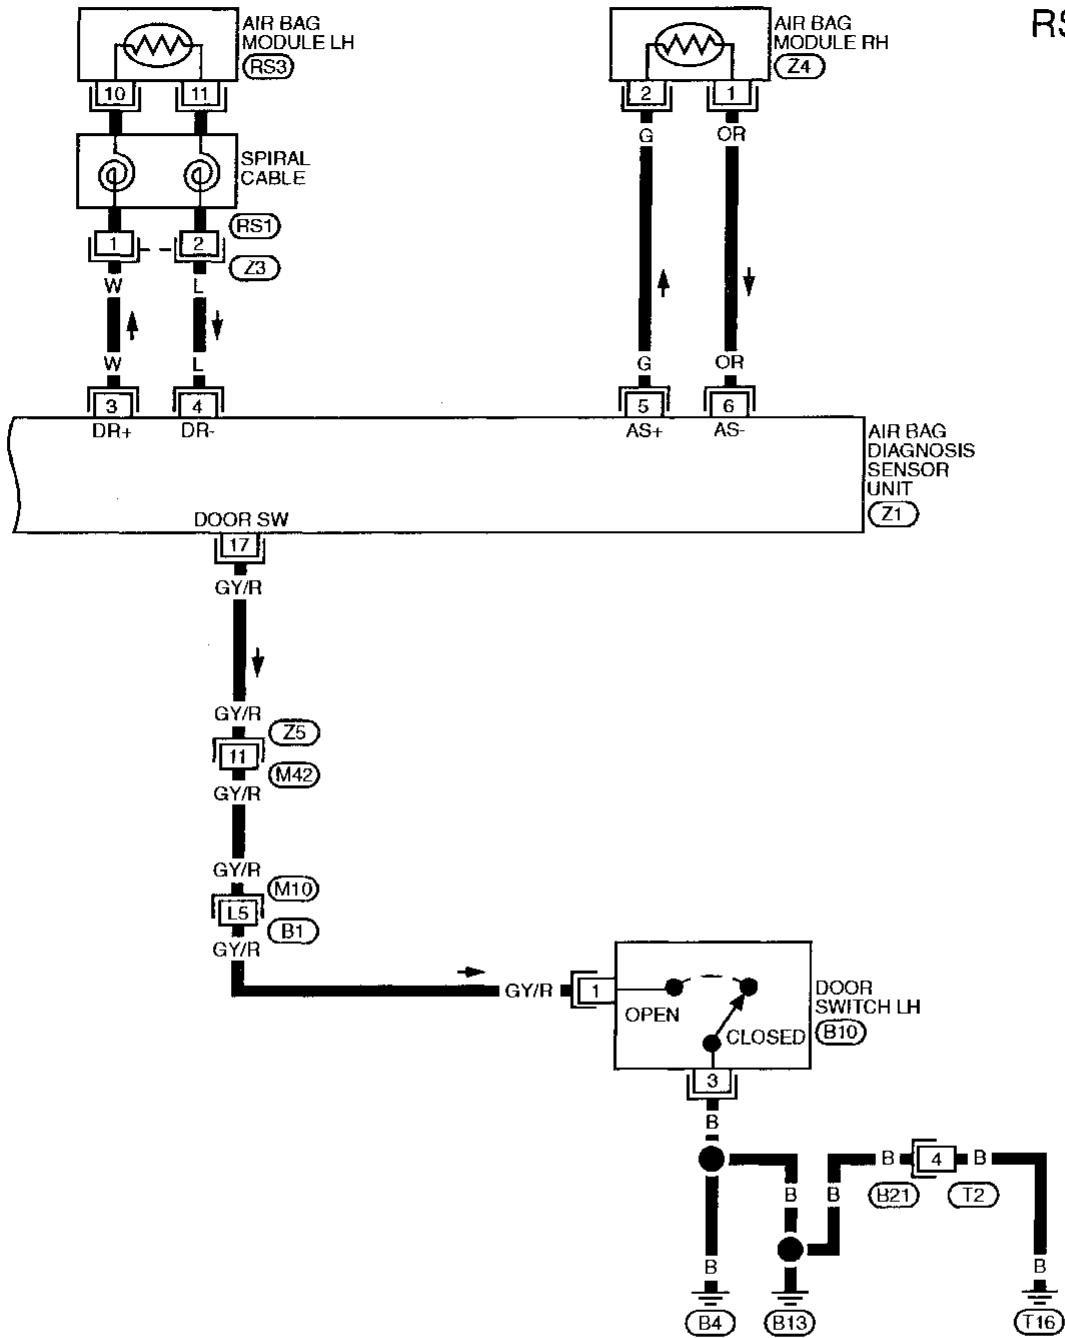 RS
AIR BAG
MODULE LH
RS3
10
11
SPIRAL
CABLE
1
2
RS1
Z3
W
L
W
L
3
4
DR+
DR-
AIR BAG
MODULE RH
Z4
2
1
G
OR
G
OR
5
6
AS+
AS-
AIR BAG
DIAGNOSIS
SENSOR
UNIT
Z1
DOOR SW
17
GY/R
GY/R
Z5
11
M42
GY/R
GY/R
M10
L5
B1
GY/R
GY/R
1
OPEN
CLOSED
DOOR
SWITCH LH
B10
3
B
B
B
B
4
B
B21
T2
B
B
B4
B13
T16